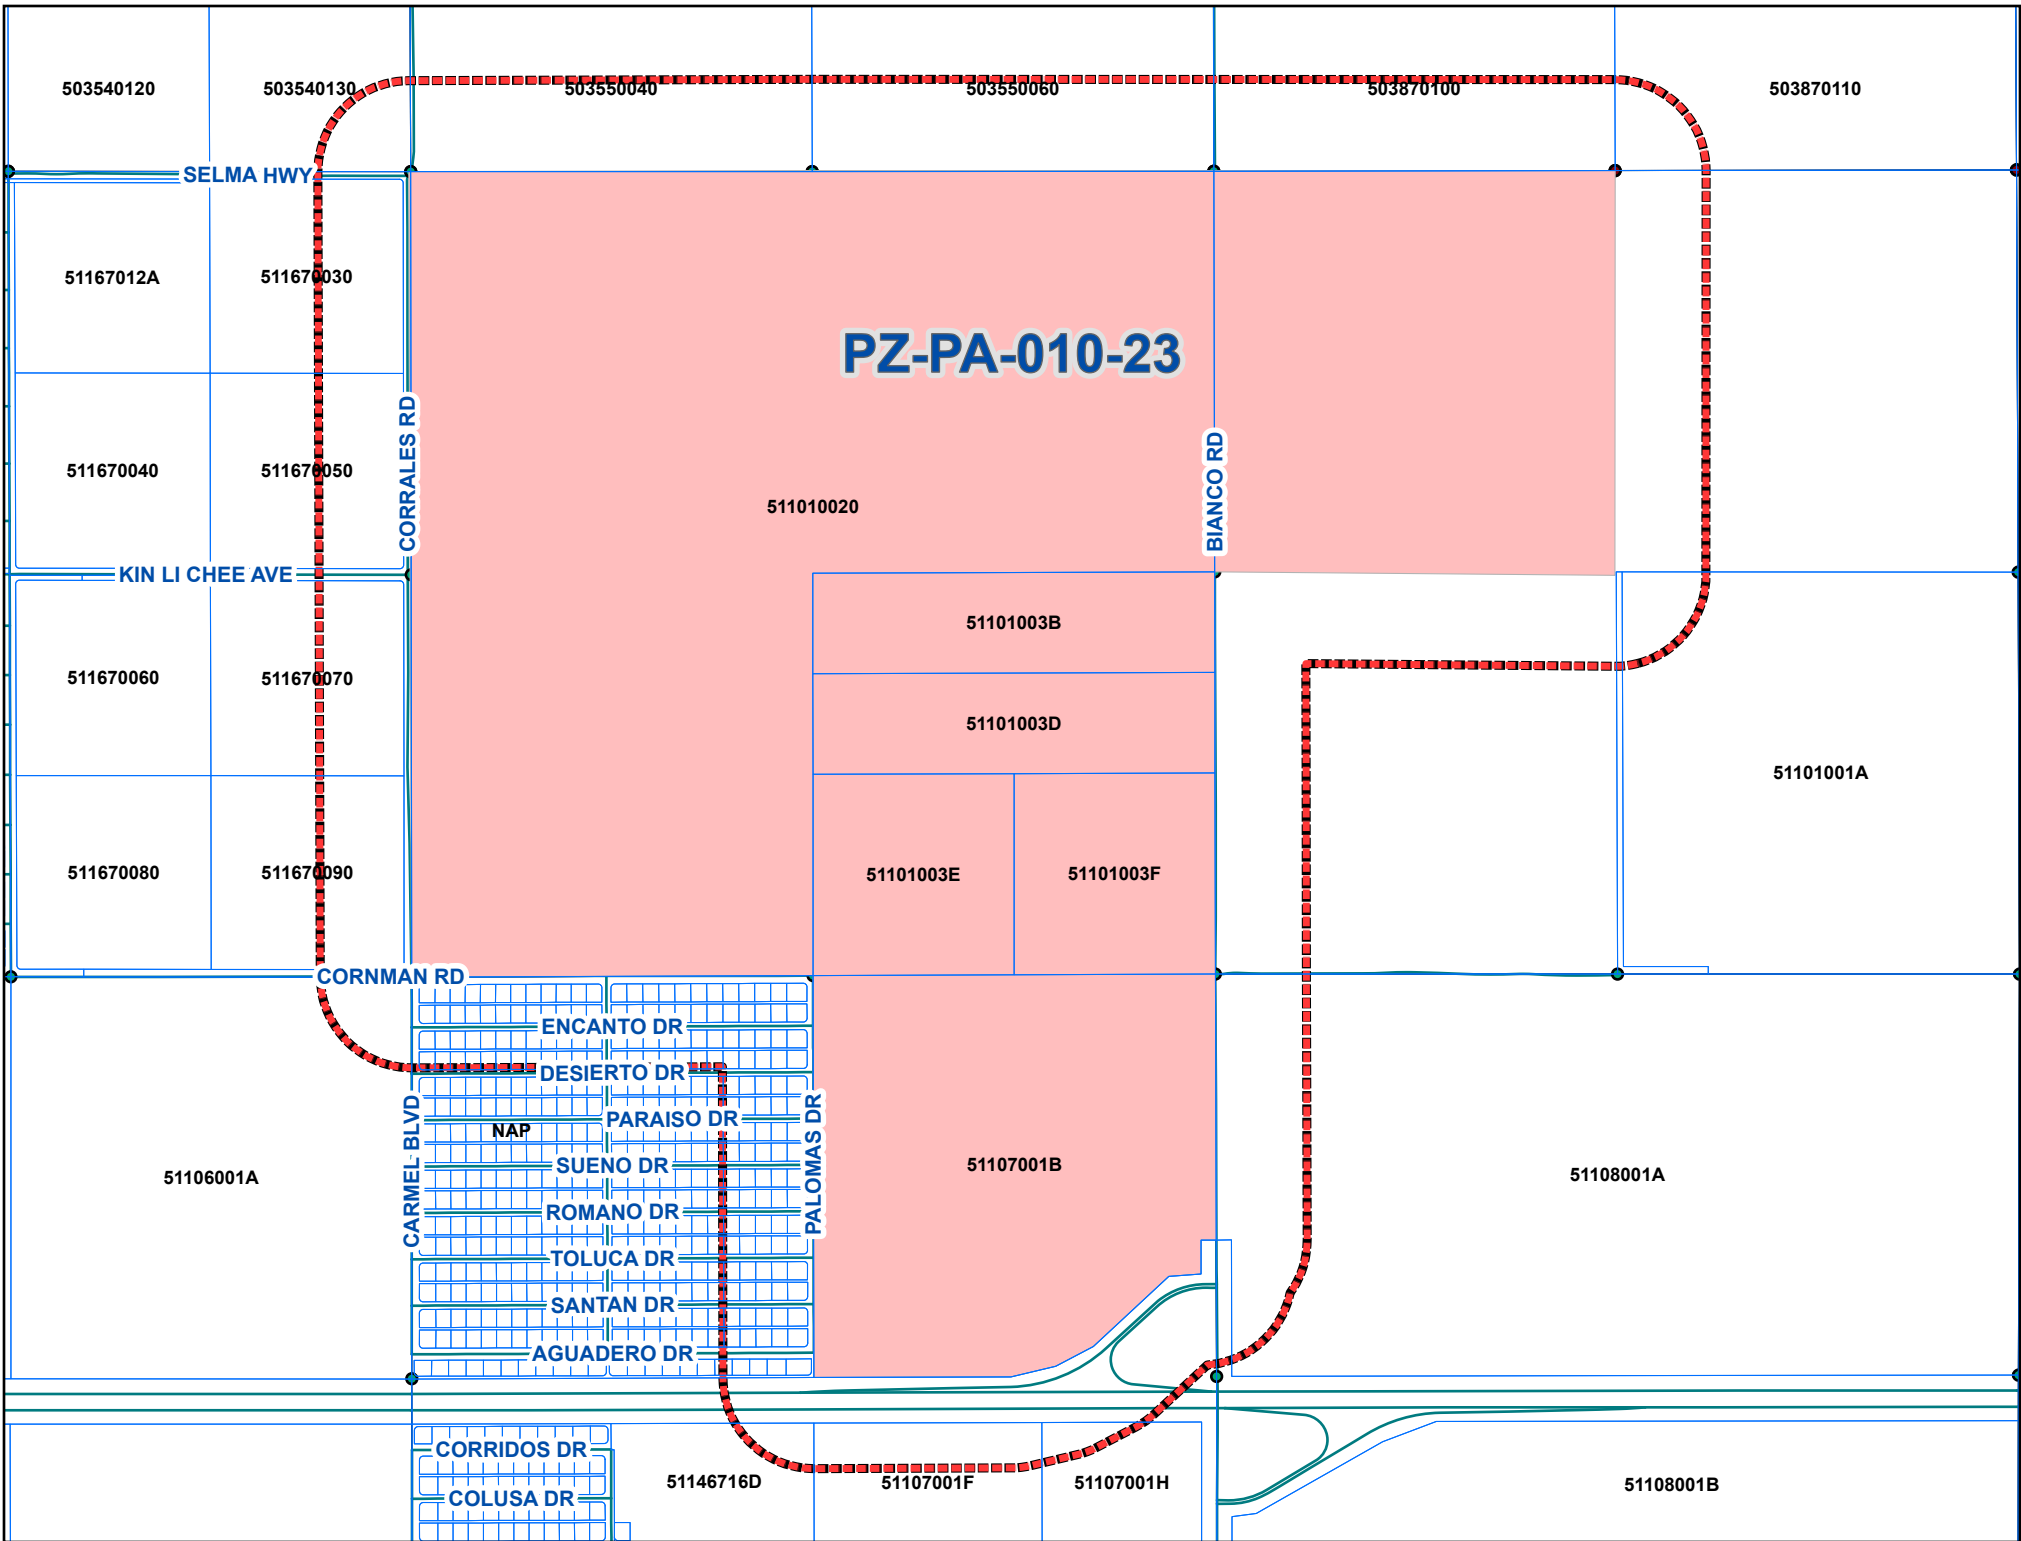 503540120
503540130
503550040
503550060
503870100
503870110
SELMA HWY
51167012A
511670030
PZ-PA-010-23
511670040
511670050
CORRALES RD
BIANCO RD
511010020
KIN LI CHEE AVE
51101003B
511670060
511670070
51101003D
51101001A
511670080
511670090
51101003E
51101003F
CORNMAN RD
ENCANTO DR
DESIERTO DR
PARAISO DR
NAP
CARMEL BLVD
PALOMAS DR
SUENO DR
51107001B
51106001A
51108001A
ROMANO DR
TOLUCA DR
SANTAN DR
AGUADERO DR
CORRIDOS DR
51146716D
51107001F
51107001H
51108001B
COLUSA DR